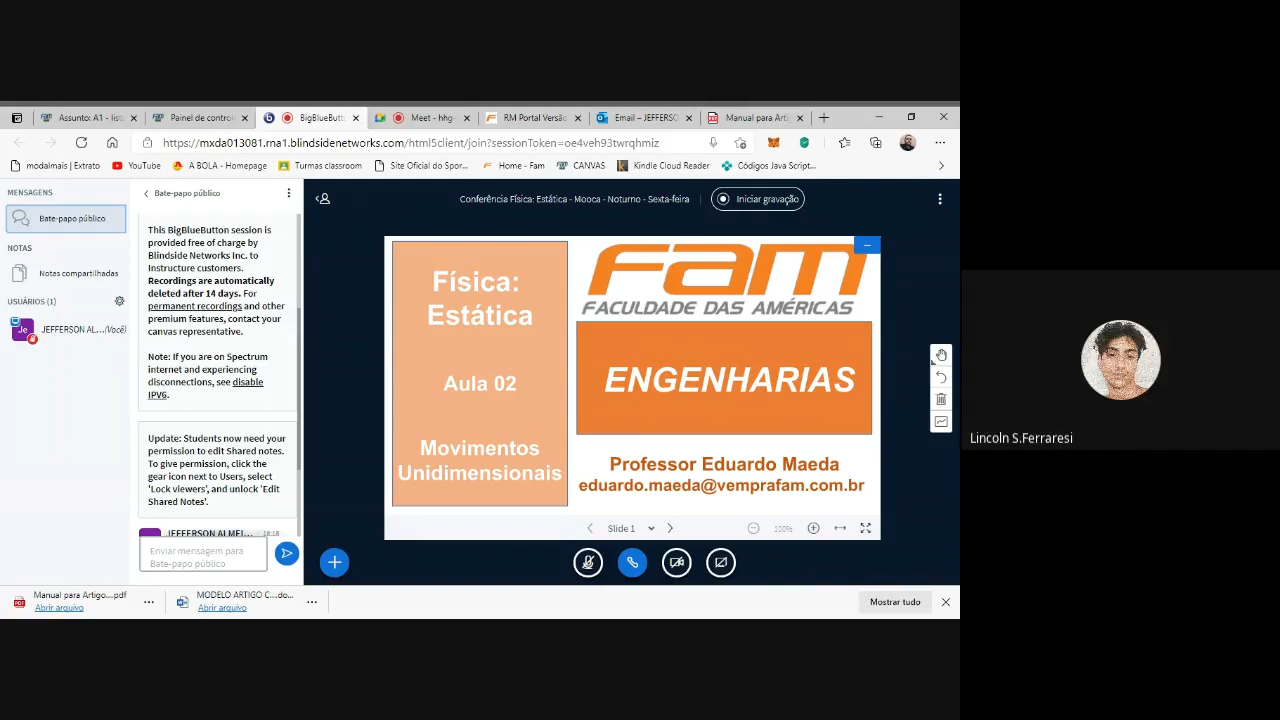 Assunto: A1 - list
Painel de control
BigBlueButt
Meet - hhg-
RM Portal Versão
Email – JEFFERSO
Manual para Artig
https://mxda013081.rna1.blindsidenetworks.com/html5client/join?sessionToken=oe4veh93twrqhmiz
modalmais | Extrato
YouTube
A BOLA - Homepage
Turmas classroom
Site Oficial do Spor...
Home - Fam
CANVAS
Kindle Cloud Reader
Códigos Java Script...
MENSAGENS
Bate-papo público
NOTAS
Notas compartilhadas
USUÁRIOS (1)
Je
JEFFERSON AL... (Você)
Bate-papo público
This BigBlueButton session is
provided free of charge by
Blindside Networks Inc. to
Instructure customers.
Recordings are automatically
deleted after 14 days. For
permanent recordings and other
premium features, contact your
canvas representative.
Note: If you are on Spectrum
internet and experiencing
disconnections, see disable
IPV6.
Update: Students now need your
permission to edit Shared notes.
To give permission, click the
gear icon next to Users, select
'Lock viewers', and unlock 'Edit
Shared Notes'.
JEFFERSON ALMEI... 18:18
Enviar mensagem para
Bate-papo público
Conferência Física: Estática - Mooca - Noturno - Sexta-feira
Iniciar gravação
Física:
Estática
Aula 02
Movimentos
Unidimensionais
Fam
FACULDADE DAS AMÉRICAS
ENGENHARIAS
Professor Eduardo Maeda
eduardo.maeda@vemprafam.com.br
Slide 1
100%
Manual para Artigo....pdf
Abrir arquivo
MODELO ARTIGO C....do...
Abrir arquivo
Mostrar tudo
Lincoln S.Ferraresi